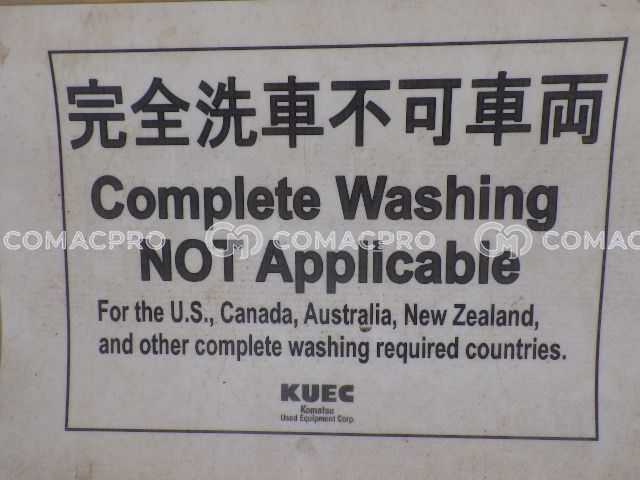 完全洗車不可車両
Complete Washing
NOT Applicable
COMACPRO COMACPRO COMACPRO
For the U.S., Canada, Australia, New Zealand,
and other complete washing required countries.
KUEC
Komatsu
Used Equipment Corp.